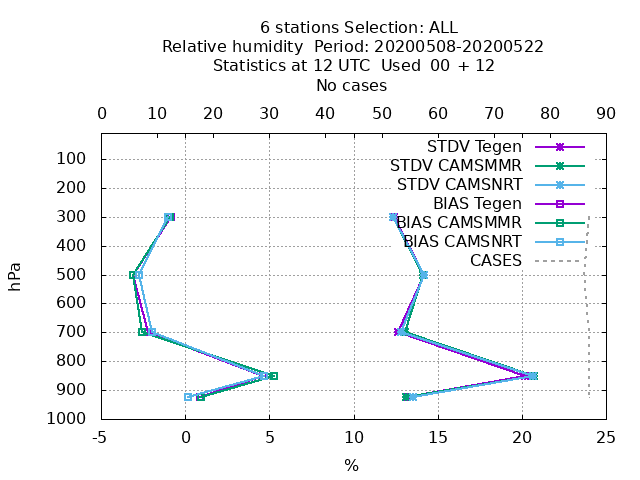 6 stations Selection: ALL
Relative humidity  Period: 20200508-20200522
Statistics at 12 UTC  Used  00 + 12
No cases
0 10 15 20 30 40 50 60 70 80 90
STDV Tegen
STDV CAMSMMR
STDV CAMSNRT
BIAS Tegen
BIAS CAMSMMR
BIAS CAMSNRT
CASES
100
200
300
400
500
600
700
800
900
1000
hPa
-5 0 5 10 15 20 25
%